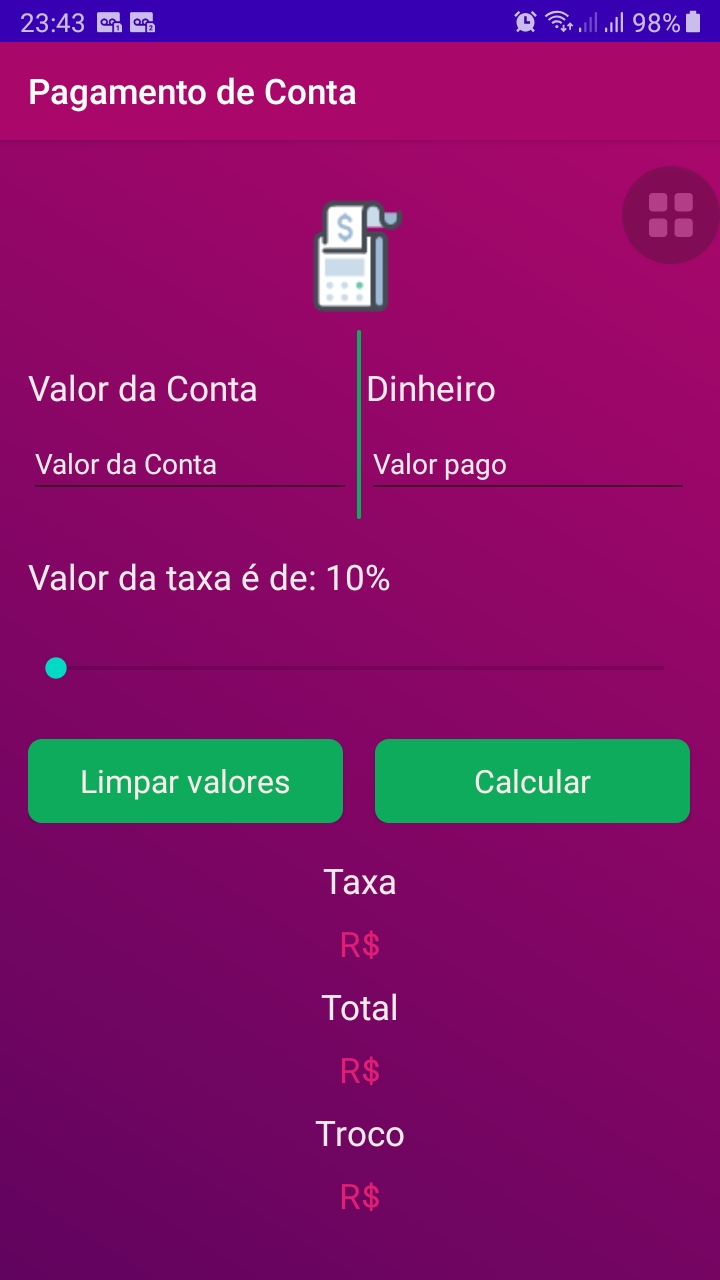 23:43 98%
Pagamento de Conta
$
Valor da Conta
Dinheiro
Valor da Conta
Valor pago
Valor da taxa é de: 10%
Limpar valores
Calcular
Taxa
R$
Total
R$
Troco
R$